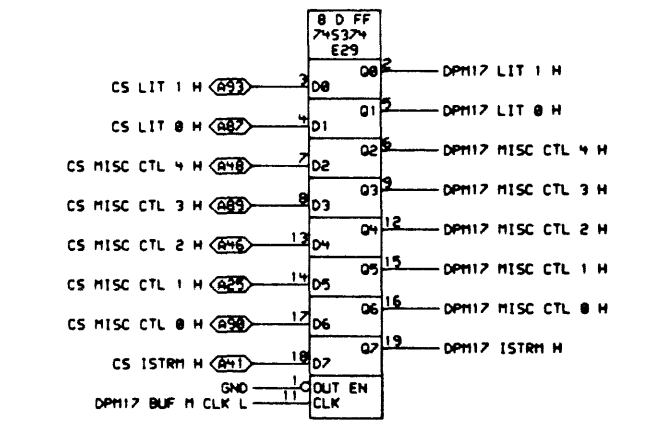 8 D FF
74S374
E29
CS LIT 1 H A93 3 D0 Q0 2 DPM17 LIT 1 H
CS LIT 0 H A87 4 D1 Q1 5 DPM17 LIT 0 H
CS MISC CTL 4 H A48 7 D2 Q2 6 DPM17 MISC CTL 4 H
CS MISC CTL 3 H A89 8 D3 Q3 9 DPM17 MISC CTL 3 H
CS MISC CTL 2 H A46 13 D4 Q4 12 DPM17 MISC CTL 2 H
CS MISC CTL 1 H A25 14 D5 Q5 15 DPM17 MISC CTL 1 H
CS MISC CTL 0 H A90 17 D6 Q6 16 DPM17 MISC CTL 0 H
CS ISTRM H A41 18 D7 Q7 19 DPM17 ISTRM H
GND 1 OUT EN
DPM17 BUF M CLK L 11 CLK